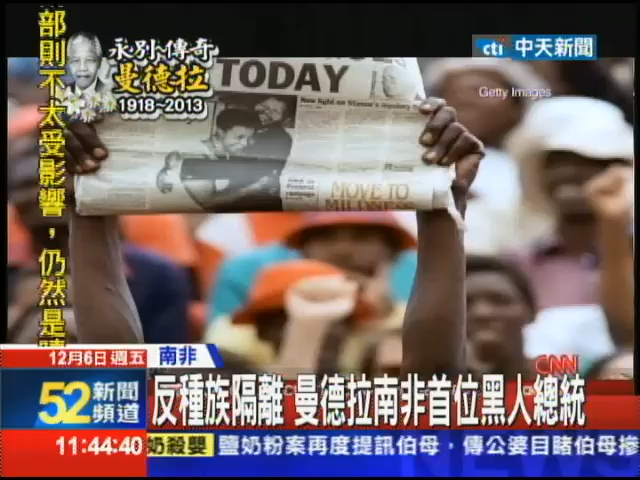 部則不太受影響，仍然是
永別傳奇
曼德拉
1918-2013
cti 中天新聞
Getty Images
TODAY
MOVE TO
CNN
12月6日 週五
南非
52 新聞頻道
反種族隔離 曼德拉南非首位黑人總統
11:44:40
奶殺嬰
鹽奶粉案再度提訊伯母，傳公婆目睹伯母摻
NEWS